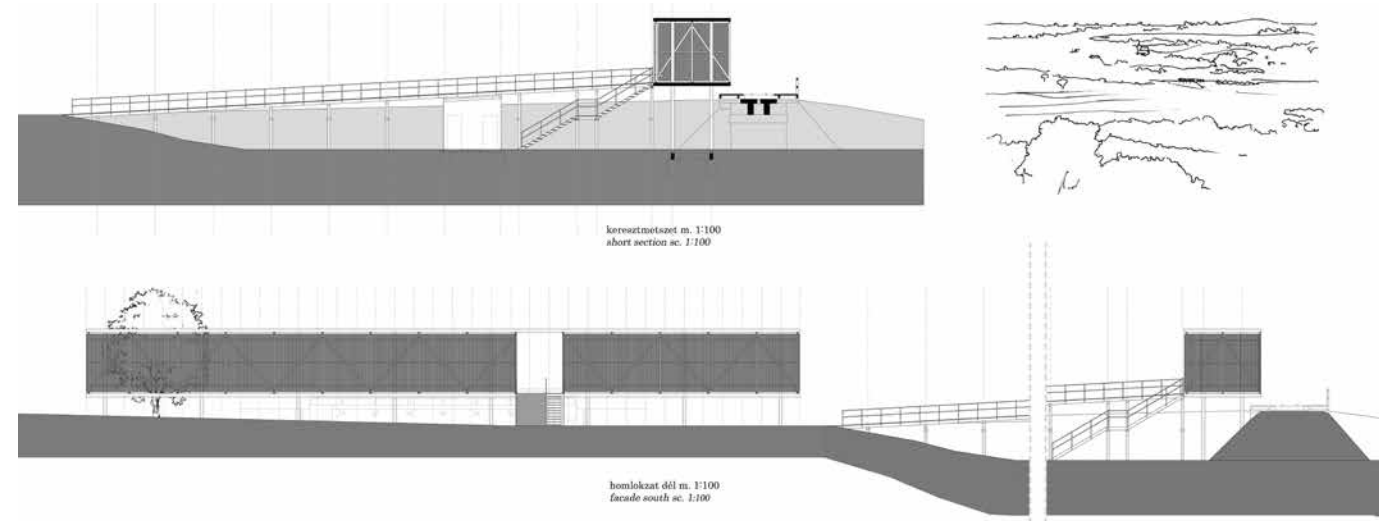 keresztmetszet m. 1:100
short section sc. 1:100
homlokzat dél m. 1:100
facade south sc. 1:100